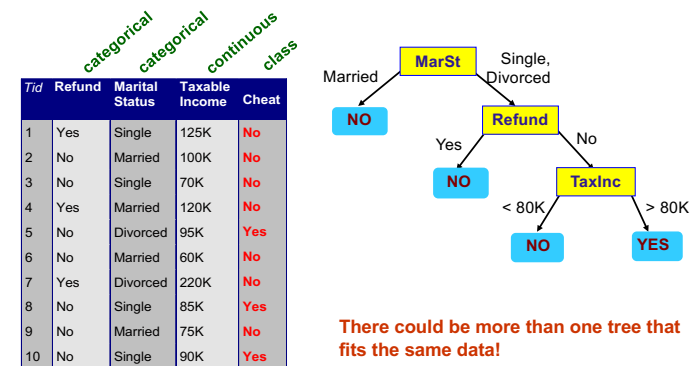 categorical
categorical
continuous
class
Tid Refund Marital Status Taxable Income Cheat
1 Yes Single 125K No
2 No Married 100K No
3 No Single 70K No
4 Yes Married 120K No
5 No Divorced 95K Yes
6 No Married 60K No
7 Yes Divorced 220K No
8 No Single 85K Yes
9 No Married 75K No
10 No Single 90K Yes
MarSt
Married
Single,
Divorced
NO
Refund
Yes
No
NO
TaxInc
< 80K
> 80K
NO
YES
There could be more than one tree that
fits the same data!